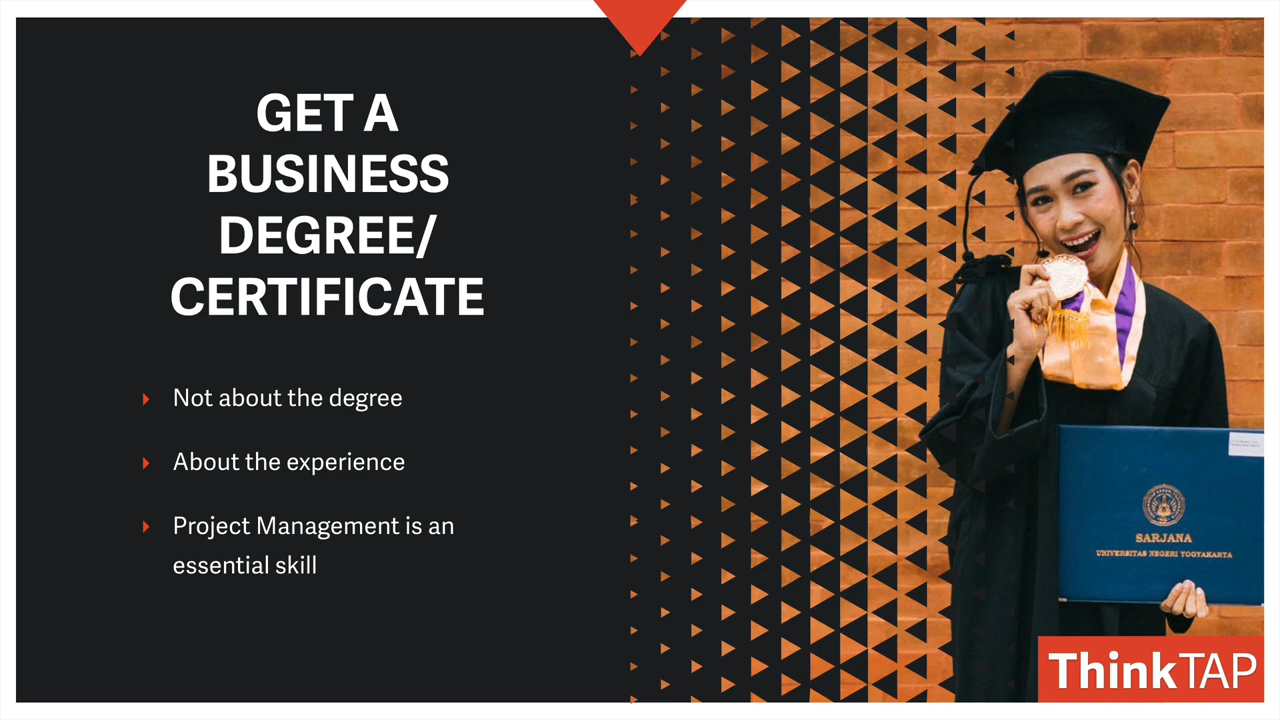 GET A
BUSINESS
DEGREE/
CERTIFICATE
Not about the degree
About the experience
Project Management is an
essential skill
SARJANA
UNIVERSITAS NEGERI YOGYAKARTA
ThinkTAP